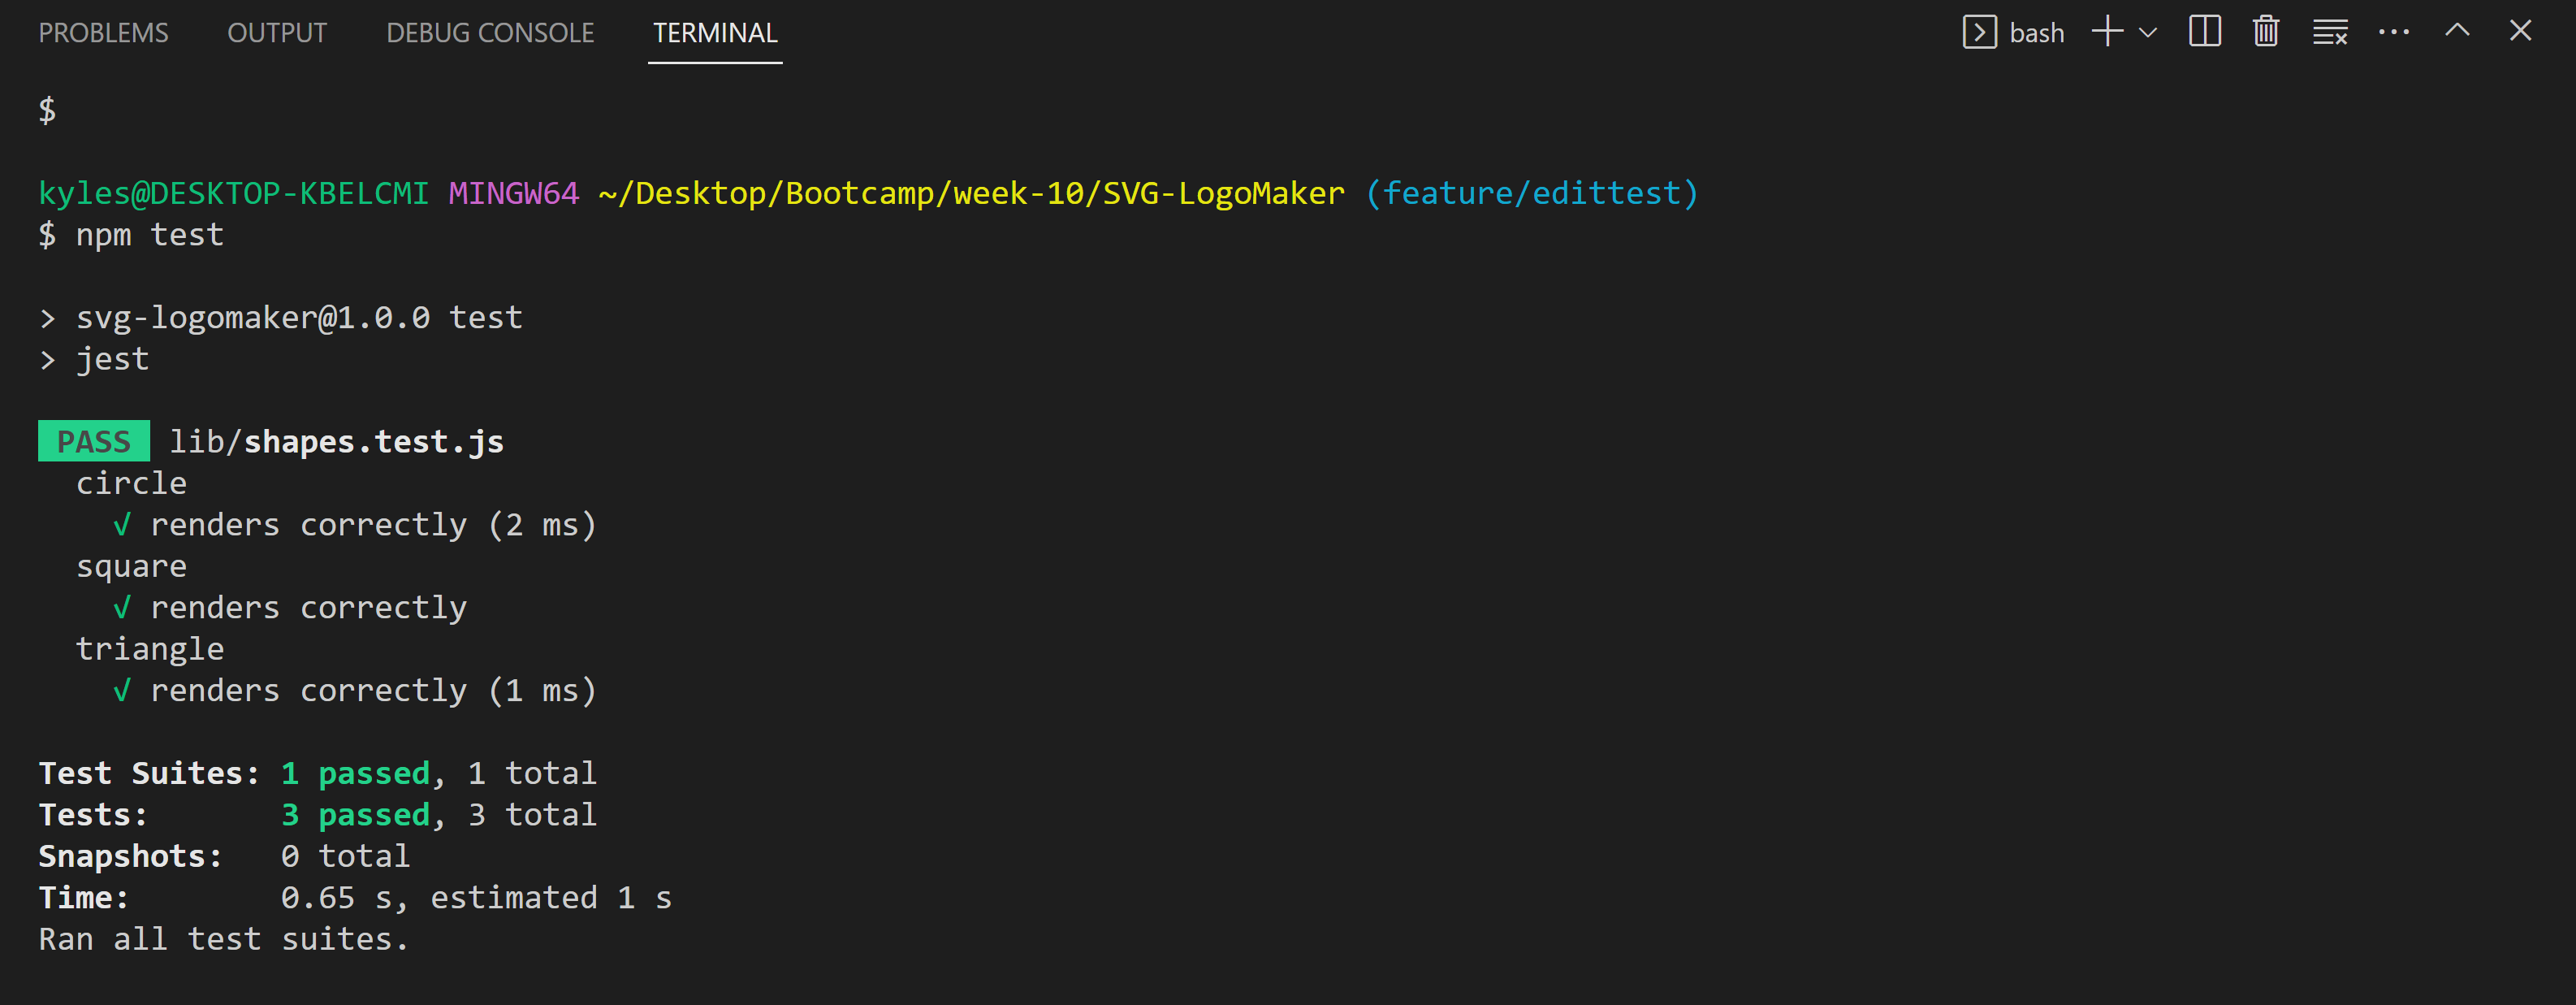 PROBLEMS OUTPUT DEBUG CONSOLE TERMINAL bash
$
kyles@DESKTOP-KBELCMI MINGW64 ~/Desktop/Bootcamp/week-10/SVG-LogoMaker (feature/edittest)
$ npm test
> svg-logomaker@1.0.0 test
> jest
PASS lib/shapes.test.js
circle
√ renders correctly (2 ms)
square
√ renders correctly
triangle
√ renders correctly (1 ms)
Test Suites: 1 passed, 1 total
Tests: 3 passed, 3 total
Snapshots: 0 total
Time: 0.65 s, estimated 1 s
Ran all test suites.